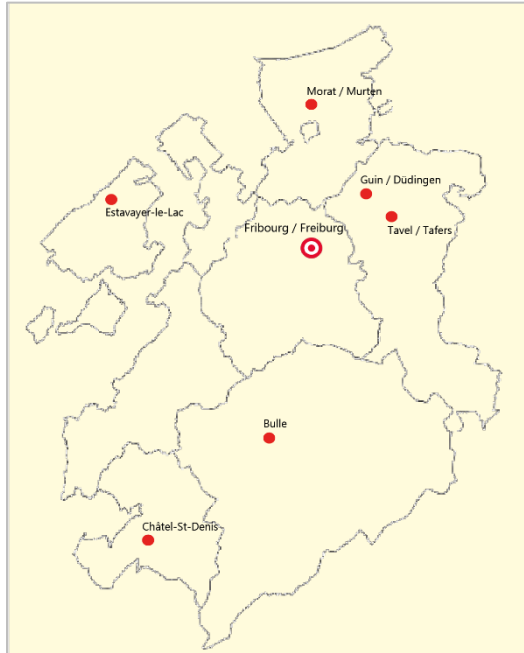 Morat / Murten
Guin / Düdingen
Estavayer-le-Lac
Tavel / Tafers
Fribourg / Freiburg
Bulle
Châtel-St-Denis